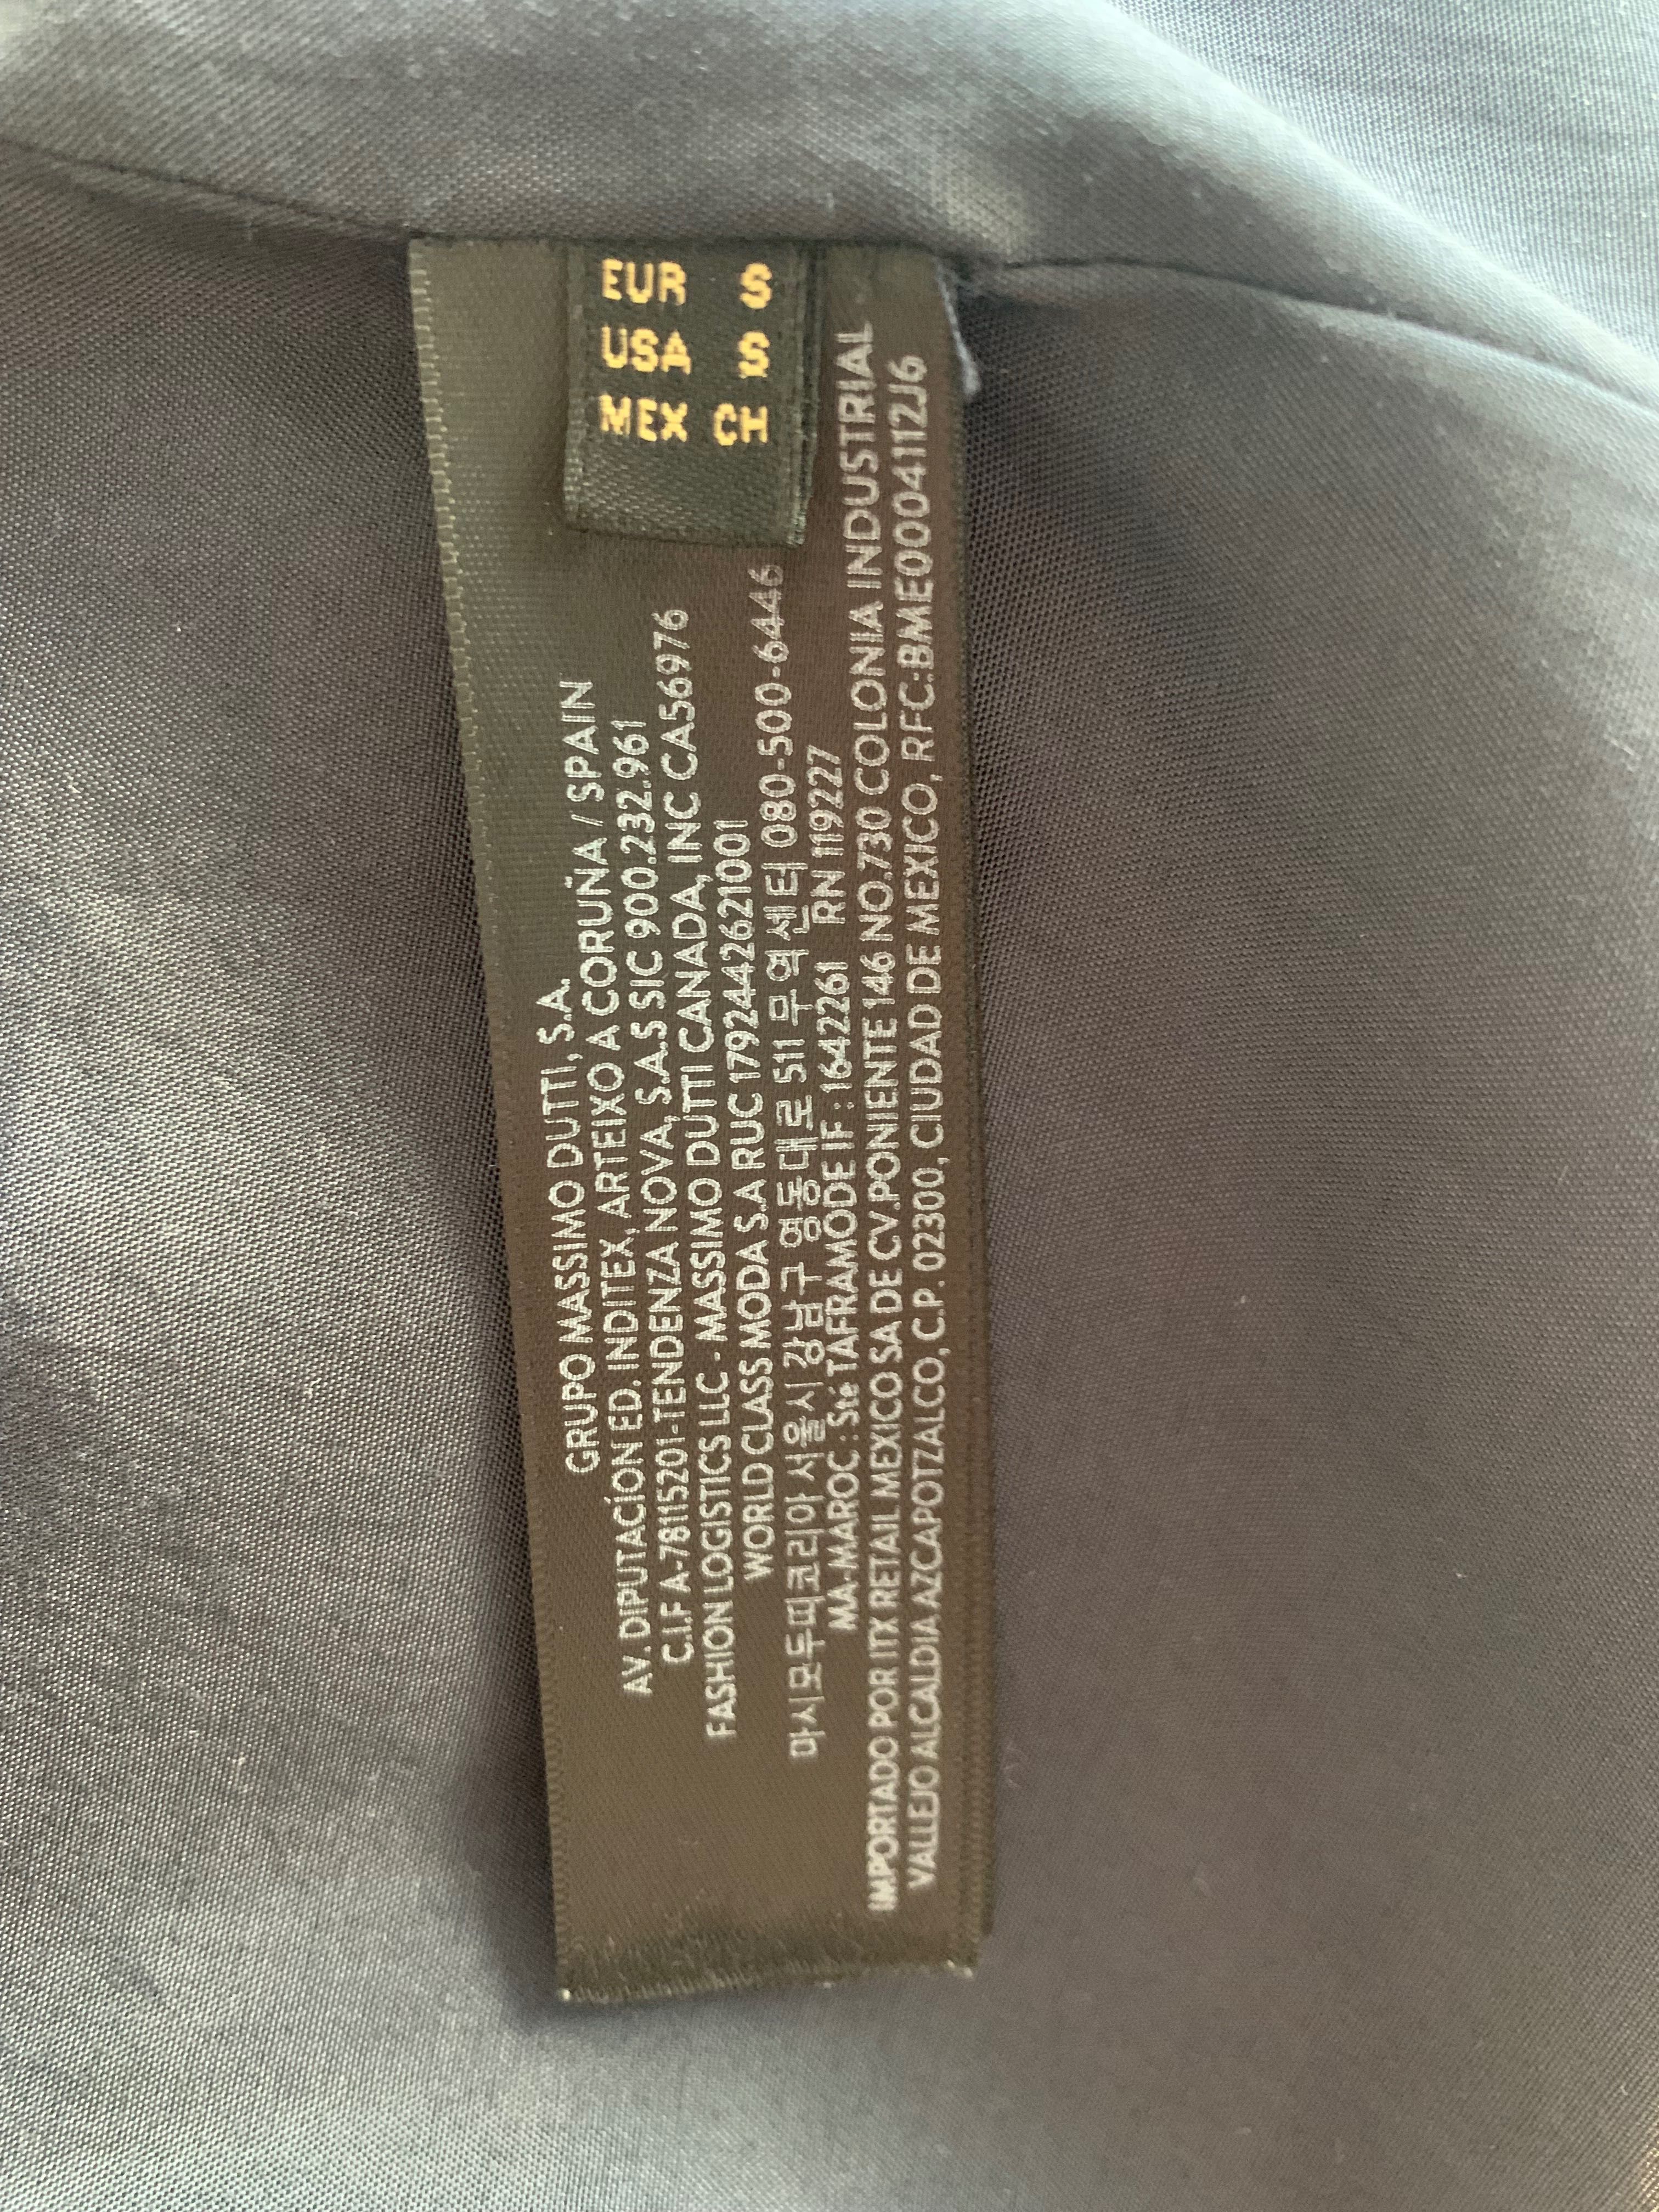 EUR S
USA S
MEX CH
GRUPO MASSIMO DUTTI, S.A.
AV. DIPUTACÍON ED. INDITEX, ARTEIXO A CORUÑA / SPAIN
C.I.F A-78115201-TENDENZA NOVA, S.A.S SIC 900.232.961
FASHION LOGISTICS LLC - MASSIMO DUTTI CANADA, INC CA56976
WORLD CLASS MODA S.A RUC 1792442621001
마시모두띠코리아 서울시 강남구 영동대로 511 무역센터 080-500-6446
MA-MAROC : Sté TAFRAMODE IF : 1642261 RN 119227
IMPORTADO POR ITX RETAIL MEXICO SA DE CV.PONIENTE 146 NO.730 COLONIA INDUSTRIAL
VALLEJO ALCALDIA AZCAPOTZALCO, C.P. 02300, CIUDAD DE MEXICO, RFC:BME0004112J6